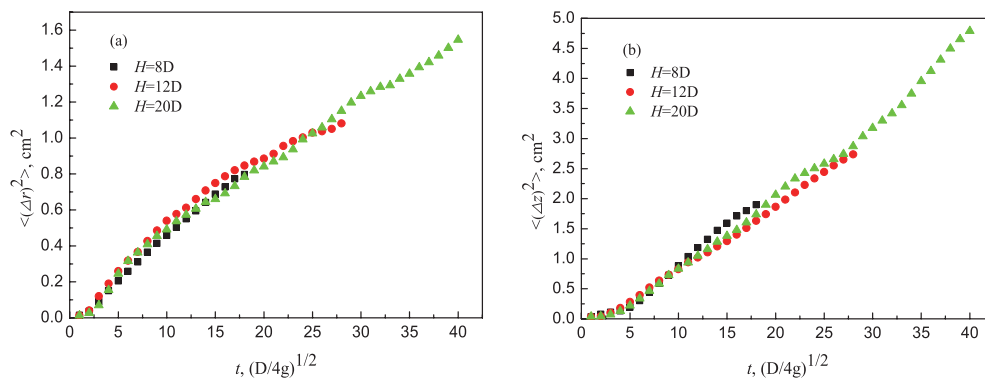 (a)
H=8D
H=12D
H=20D
<(Δr)²>, cm²
1.6
1.4
1.2
1.0
0.8
0.6
0.4
0.2
0.0
0 5 10 15 20 25 30 35 40
t, (D/4g)^1/2
(b)
H=8D
H=12D
H=20D
<(Δz)²>, cm²
5.0
4.5
4.0
3.5
3.0
2.5
2.0
1.5
1.0
0.5
0.0
0 5 10 15 20 25 30 35 40
t, (D/4g)^1/2